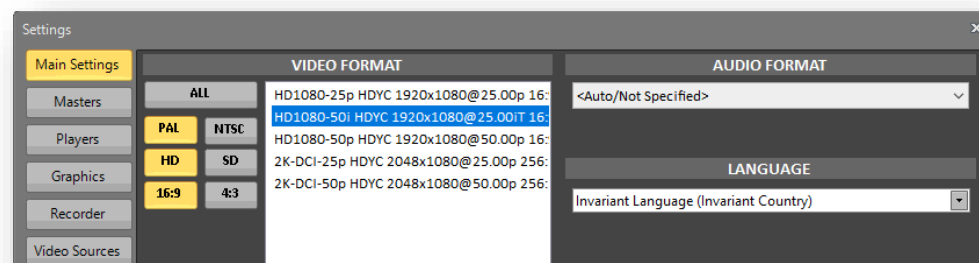 Settings
Main Settings
Masters
Players
Graphics
Recorder
Video Sources
VIDEO FORMAT
ALL
PAL NTSC
HD SD
16:9 4:3
HD1080-25p HDYC 1920x1080@25.00p 16:
HD1080-50i HDYC 1920x1080@25.00iT 16:
HD1080-50p HDYC 1920x1080@50.00p 16:
2K-DCI-25p HDYC 2048x1080@25.00p 256:
2K-DCI-50p HDYC 2048x1080@50.00p 256:
AUDIO FORMAT
<Auto/Not Specified>
LANGUAGE
Invariant Language (Invariant Country)